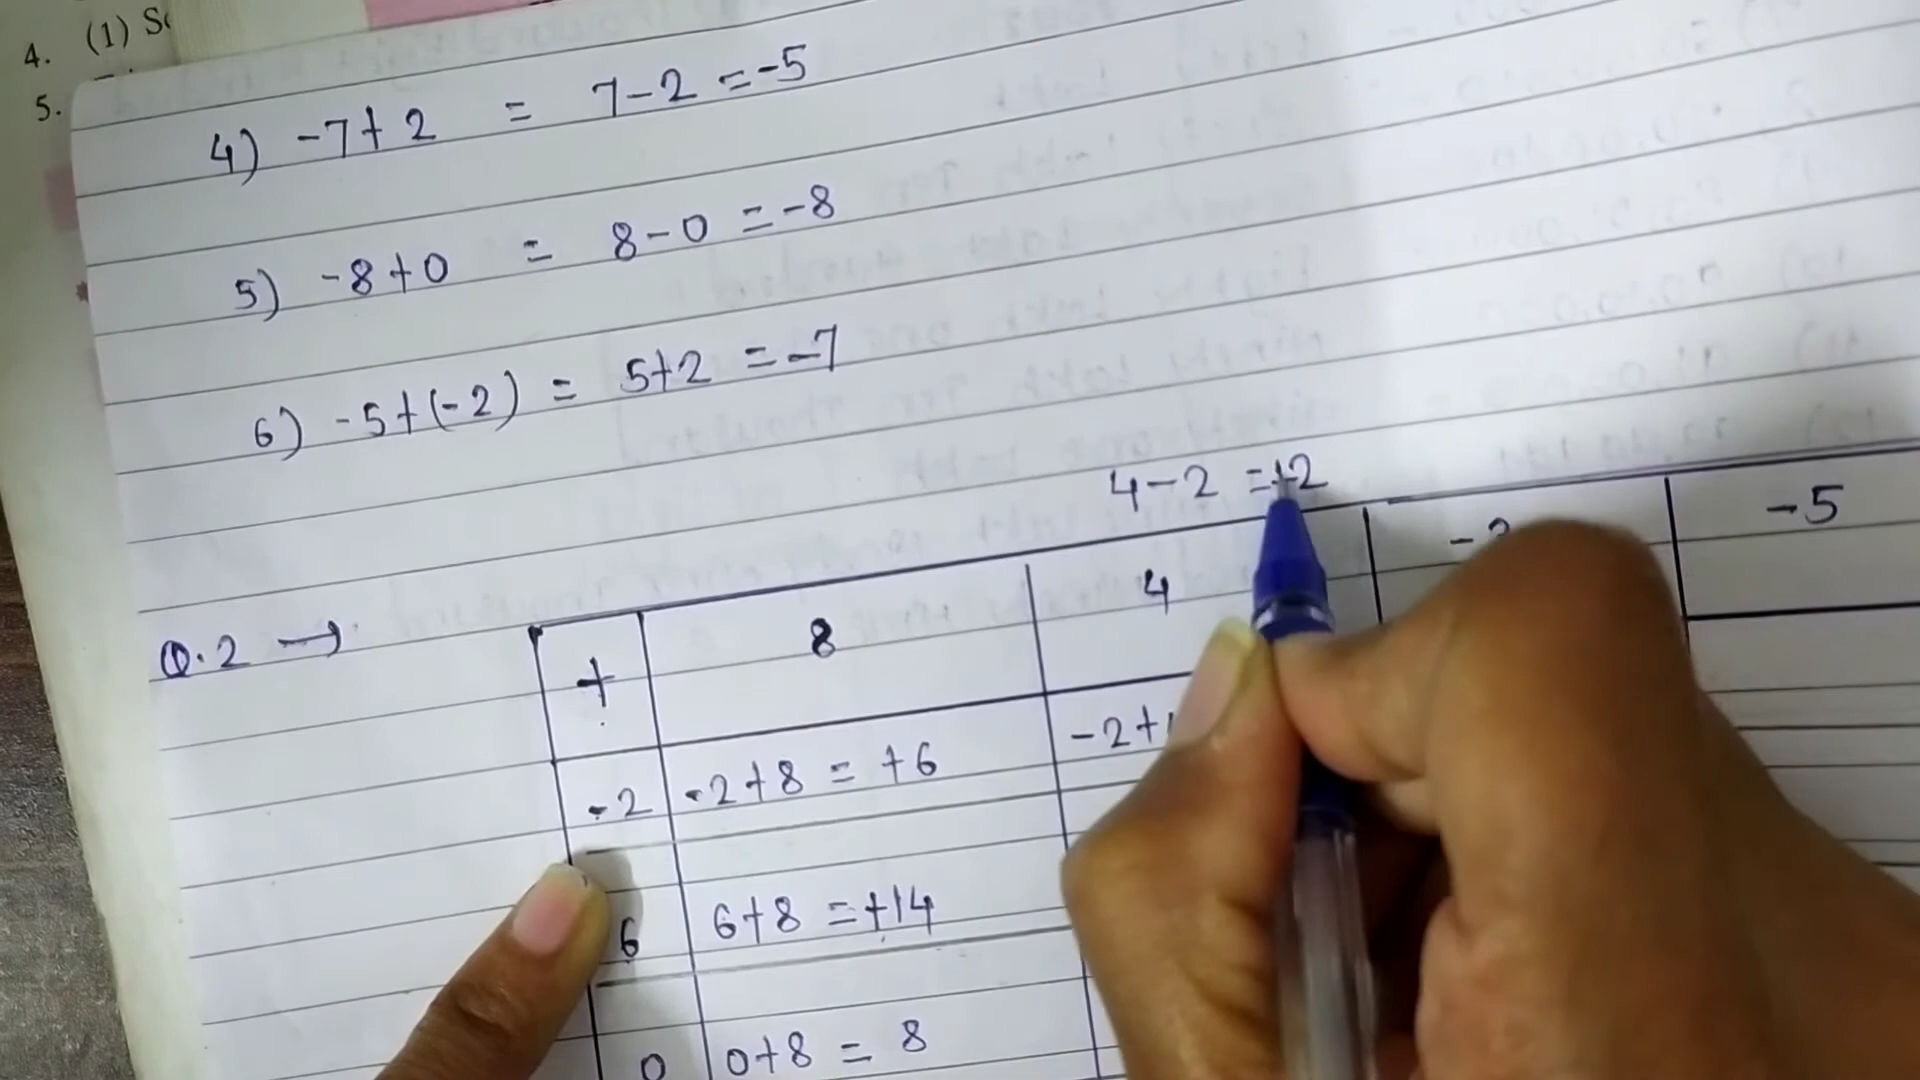 4. (1) S
5.
4) -7+2 = 7-2 = -5
5) -8+0 = 8-0 = -8
6) -5+(-2) = 5+2 = -7
4-2 = +2
Q.2 →
+ 8 4 -5
-2 -2+8 = +6 -2+
6 6+8 = +14
0 0+8 = 8